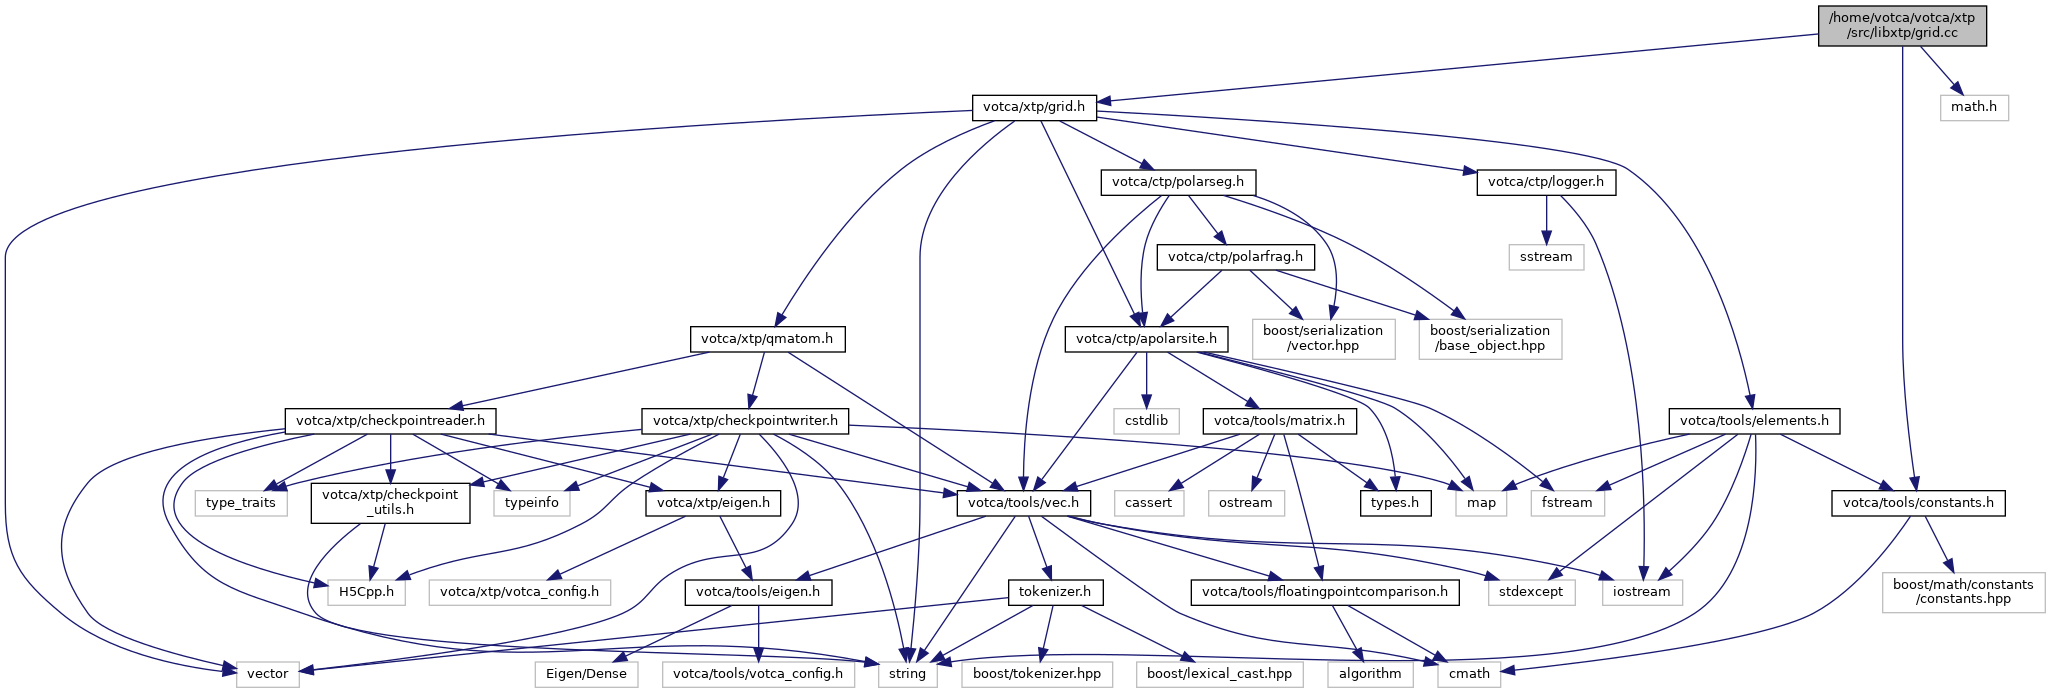 /home/votca/votca/xtp
/src/libxtp/grid.cc
votca/xtp/grid.h
math.h
votca/ctp/polarseg.h
votca/ctp/logger.h
votca/ctp/polarfrag.h
sstream
votca/xtp/qmatom.h
votca/ctp/apolarsite.h
boost/serialization
/vector.hpp
boost/serialization
/base_object.hpp
votca/xtp/checkpointreader.h
votca/xtp/checkpointwriter.h
cstdlib
votca/tools/matrix.h
votca/tools/elements.h
type_traits
votca/xtp/checkpoint
_utils.h
typeinfo
votca/xtp/eigen.h
votca/tools/vec.h
cassert
ostream
types.h
map
fstream
votca/tools/constants.h
H5Cpp.h
votca/xtp/votca_config.h
votca/tools/eigen.h
tokenizer.h
votca/tools/floatingpointcomparison.h
stdexcept
iostream
boost/math/constants
/constants.hpp
vector
Eigen/Dense
votca/tools/votca_config.h
string
boost/tokenizer.hpp
boost/lexical_cast.hpp
algorithm
cmath